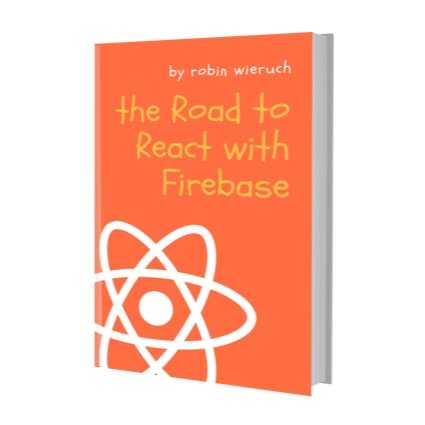 by robin wieruch
the Road to
React with
Firebase